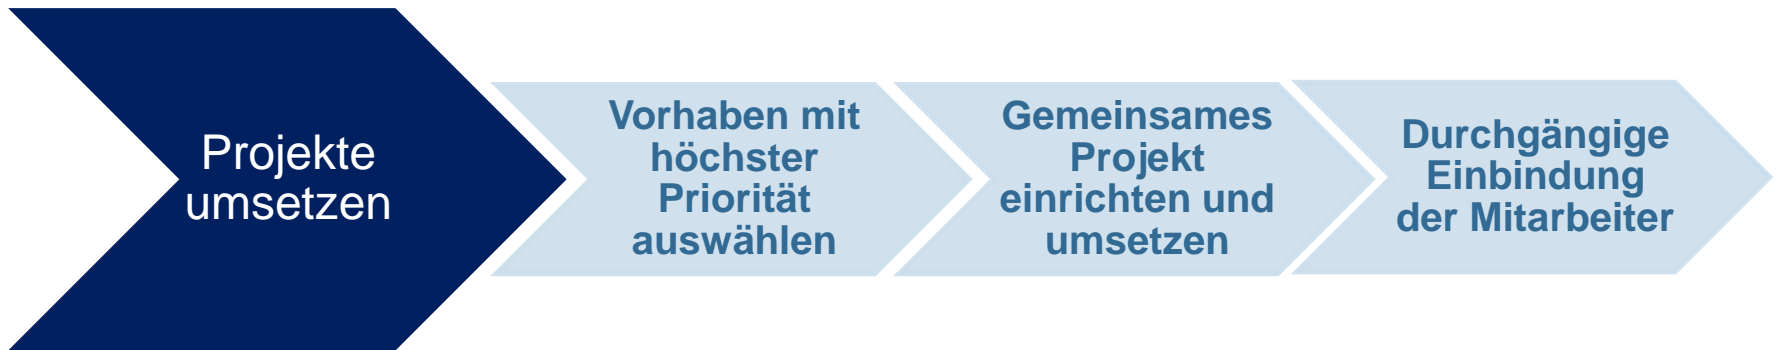 Projekte
umsetzen
Vorhaben mit
höchster
Priorität
auswählen
Gemeinsames
Projekt
einrichten und
umsetzen
Durchgängige
Einbindung
der Mitarbeiter